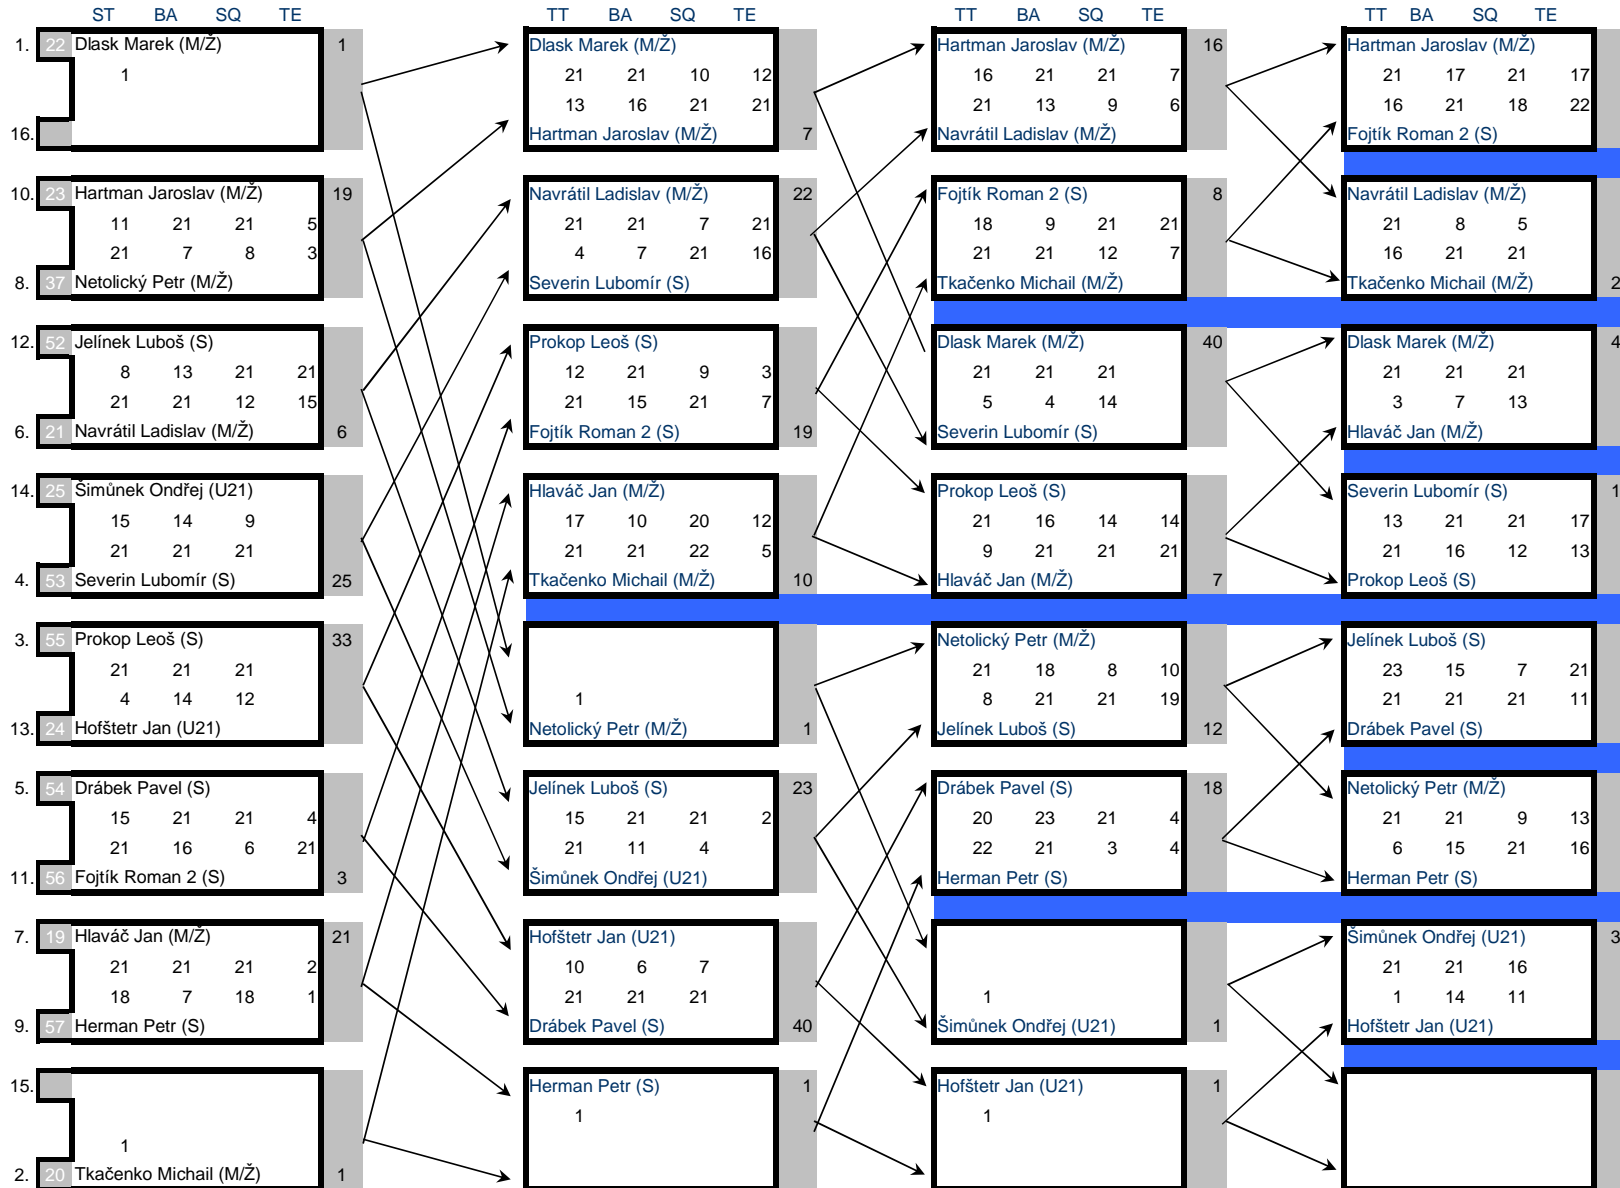 ST BA SQ TE TT BA SQ TE TT BA SQ TE TT BA SQ TE
1. 22 Dlask Marek (M/Ž) 1 Dlask Marek (M/Ž) Hartman Jaroslav (M/Ž) 16 Hartman Jaroslav (M/Ž)
1 21 21 10 12 16 21 21 7 21 17 21 17
13 16 21 21 21 13 9 6 16 21 18 22
16. Hartman Jaroslav (M/Ž) 7 Navrátil Ladislav (M/Ž) Fojtík Roman 2 (S)
10. 23 Hartman Jaroslav (M/Ž) 19 Navrátil Ladislav (M/Ž) 22 Fojtík Roman 2 (S) 8 Navrátil Ladislav (M/Ž)
11 21 21 5 21 21 7 21 18 9 21 21 21 8 5
21 7 8 3 4 7 21 16 21 21 12 7 16 21 21
8. 37 Netolický Petr (M/Ž) Severin Lubomír (S) Tkačenko Michail (M/Ž) Tkačenko Michail (M/Ž) 2
12. 52 Jelínek Luboš (S) Prokop Leoš (S) Dlask Marek (M/Ž) 40 Dlask Marek (M/Ž) 4
8 13 21 21 12 21 9 3 21 21 21 21 21 21
21 21 12 15 21 15 21 7 5 4 14 3 7 13
6. 21 Navrátil Ladislav (M/Ž) 6 Fojtík Roman 2 (S) 19 Severin Lubomír (S) Hlaváč Jan (M/Ž)
14. 25 Šimůnek Ondřej (U21) Hlaváč Jan (M/Ž) Prokop Leoš (S) Severin Lubomír (S) 1
15 14 9 17 10 20 12 21 16 14 14 13 21 21 17
21 21 21 21 21 22 5 9 21 21 21 21 16 12 13
4. 53 Severin Lubomír (S) 25 Tkačenko Michail (M/Ž) 10 Hlaváč Jan (M/Ž) 7 Prokop Leoš (S)
3. 55 Prokop Leoš (S) 33 Netolický Petr (M/Ž) Jelínek Luboš (S)
21 21 21 21 18 8 10 23 15 7 21
4 14 12 1 8 21 21 19 21 21 21 11
13. 24 Hofštetr Jan (U21) Netolický Petr (M/Ž) 1 Jelínek Luboš (S) 12 Drábek Pavel (S)
5. 54 Drábek Pavel (S) Jelínek Luboš (S) 23 Drábek Pavel (S) 18 Netolický Petr (M/Ž)
15 21 21 4 15 21 21 2 20 23 21 4 21 21 9 13
21 16 6 21 21 11 4 22 21 3 4 6 15 21 16
11. 56 Fojtík Roman 2 (S) 3 Šimůnek Ondřej (U21) Herman Petr (S) Herman Petr (S)
7. 19 Hlaváč Jan (M/Ž) 21 Hofštetr Jan (U21) Šimůnek Ondřej (U21) 3
21 21 21 2 10 6 7 21 21 16
18 7 18 1 21 21 21 1 1 14 11
9. 57 Herman Petr (S) Drábek Pavel (S) 40 Šimůnek Ondřej (U21) 1 Hofštetr Jan (U21)
15. Herman Petr (S) 1 Hofštetr Jan (U21) 1
1 1
1
2. 20 Tkačenko Michail (M/Ž) 1